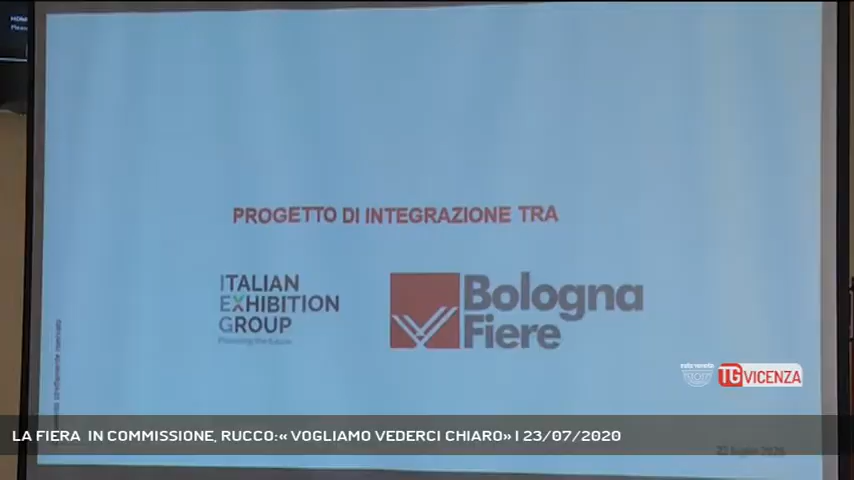 PROGETTO DI INTEGRAZIONE TRA
ITALIAN
EXHIBITION
GROUP
Bologna
Fiere
TG VICENZA
LA FIERA IN COMMISSIONE, RUCCO:« VOGLIAMO VEDERCI CHIARO» | 23/07/2020